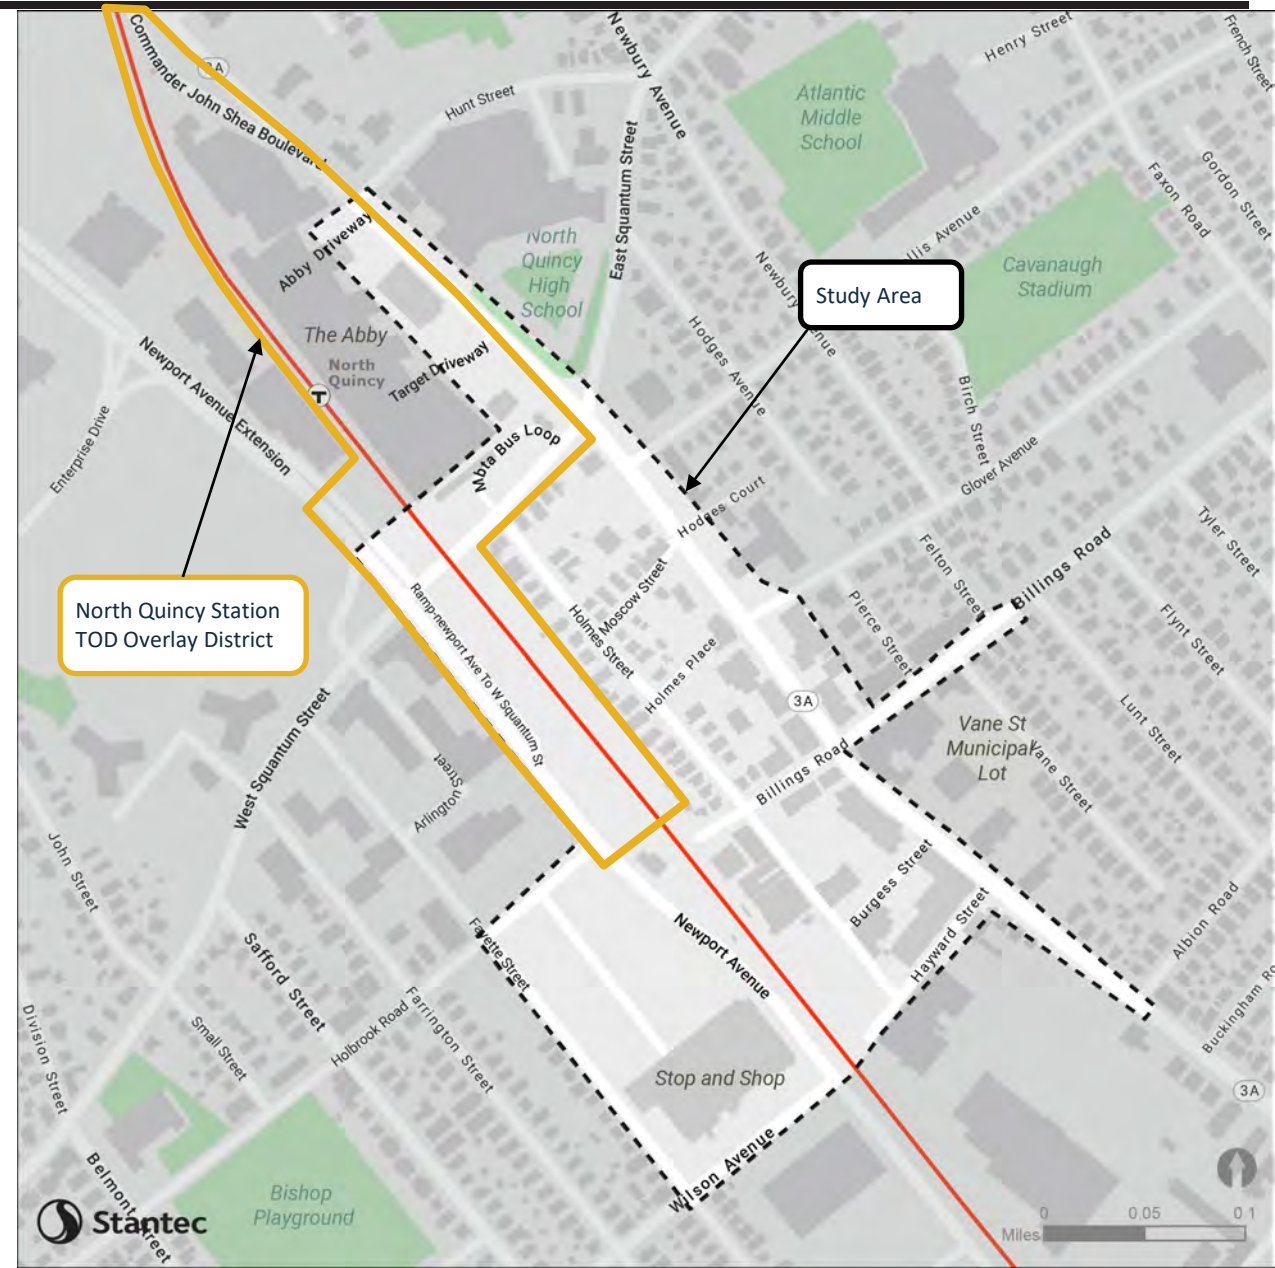 Commander John Shea Boulevard
3A
Newbury Avenue
Henry Street
French Street
Hunt Street
Atlantic
Middle
School
East Squantum Street
Faxon Road
Gordon Street
Abby Driveway
North
Quincy
High
School
Newbury Avenue
llis Avenue
Cavanaugh
Stadium
Study Area
The Abby
North
Quincy
T
Target Driveway
Hodges Avenue
Newport Avenue Extension
Enterprise Drive
Mbta Bus Loop
Birch Street
Glover Avenue
Hodges Court
Tyler Street
Felton Street
Billings Road
North Quincy Station
TOD Overlay District
Ramp-newport Ave To W Squantum St
Moscow Street
Holmes Street
Pierce Street
Flynt Street
Holmes Place
3A
West Squantum Street
Vane St
Municipal
Lot
Vane Street
Lunt Street
Arlington Street
Billings Road
John Street
Burgess Street
Hayward Street
Albion Road
Newport Avenue
Fayette Street
Safford Street
Farrington Street
Holbrook Road
Small Street
Division Street
Buckingham Ro
Stop and Shop
3A
Wilson Avenue
Belmont Street
Bishop
Playground
Stantec
0 0.05 0.1
Miles